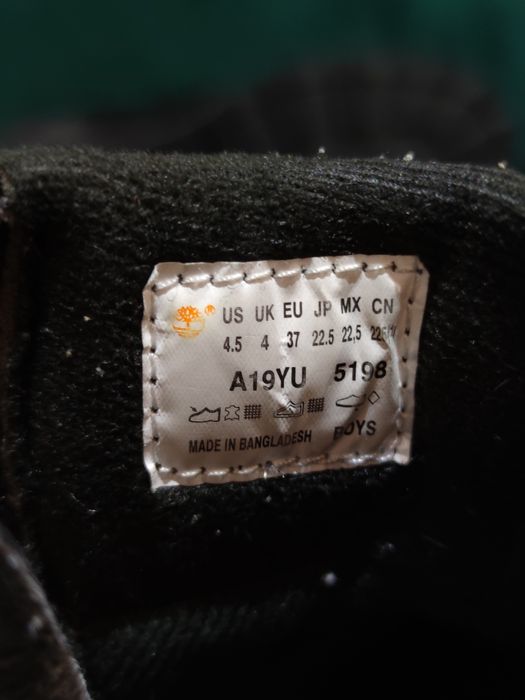 ® US UK EU JP MX CN
4.5 4 37 22.5 22,5
A19YU 5198
MADE IN BANGLADESH BOYS